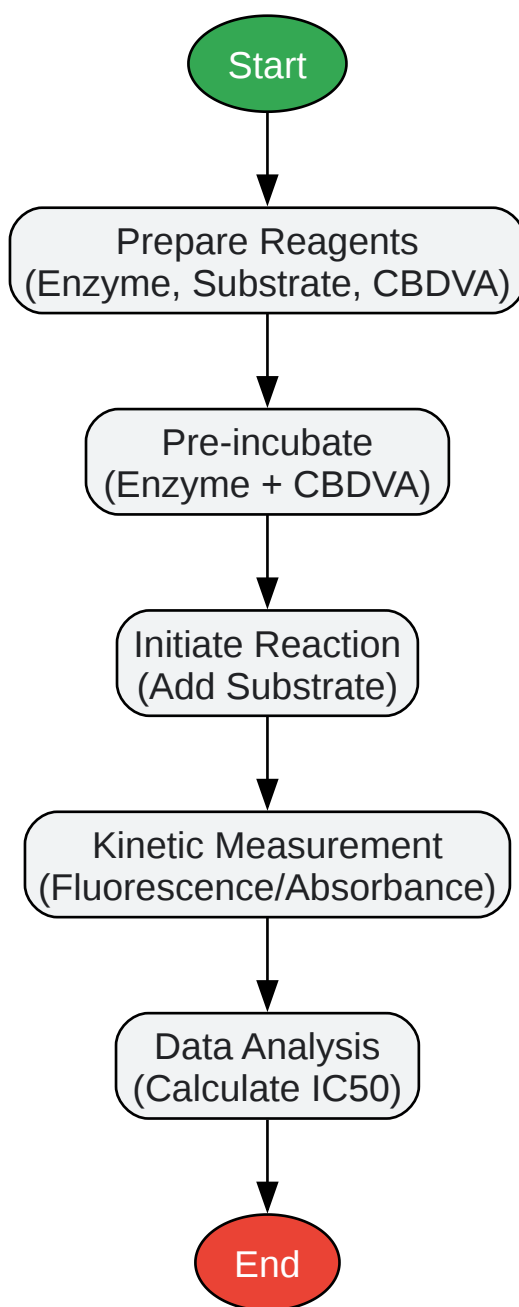 Start
Prepare Reagents
(Enzyme, Substrate, CBDVA)
Pre-incubate
(Enzyme + CBDVA)
Initiate Reaction
(Add Substrate)
Kinetic Measurement
(Fluorescence/Absorbance)
Data Analysis
(Calculate IC50)
End